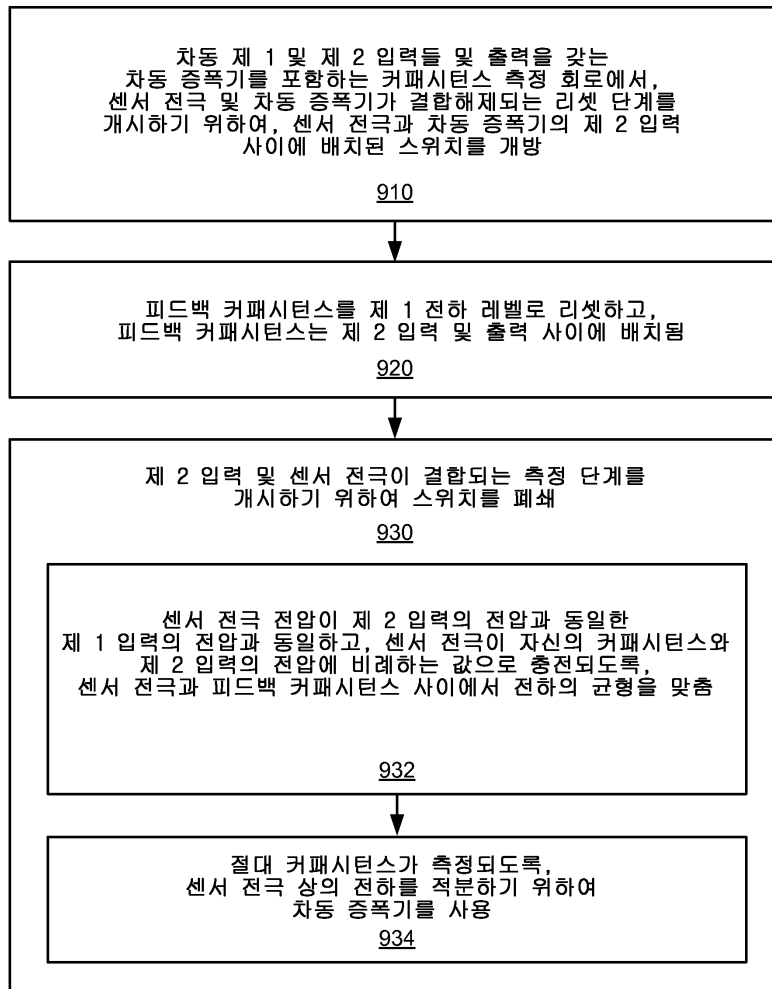 차동 제 1 및 제 2 입력들 및 출력을 갖는
차동 증폭기를 포함하는 커패시턴스 측정 회로에서,
센서 전극 및 차동 증폭기가 결합해제되는 리셋 단계를
개시하기 위하여, 센서 전극과 차동 증폭기의 제 2 입력
사이에 배치된 스위치를 개방
910
피드백 커패시턴스를 제 1 전하 레벨로 리셋하고,
피드백 커패시턴스는 제 2 입력 및 출력 사이에 배치됨
920
제 2 입력 및 센서 전극이 결합되는 측정 단계를
개시하기 위하여 스위치를 폐쇄
930
센서 전극 전압이 제 2 입력의 전압과 동일한
제 1 입력의 전압과 동일하고, 센서 전극이 자신의 커패시턴스와
제 2 입력의 전압에 비례하는 값으로 충전되도록,
센서 전극과 피드백 커패시턴스 사이에서 전하의 균형을 맞춤
932
절대 커패시턴스가 측정되도록,
센서 전극 상의 전하를 적분하기 위하여
차동 증폭기를 사용
934